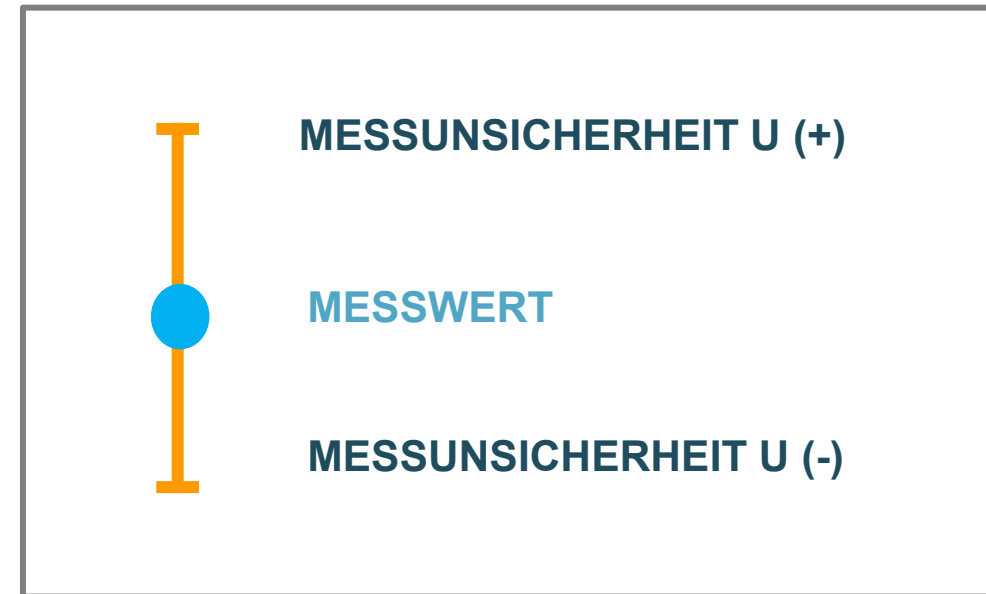 MESSUNSICHERHEIT U (+)
MESSWERT
MESSUNSICHERHEIT U (-)